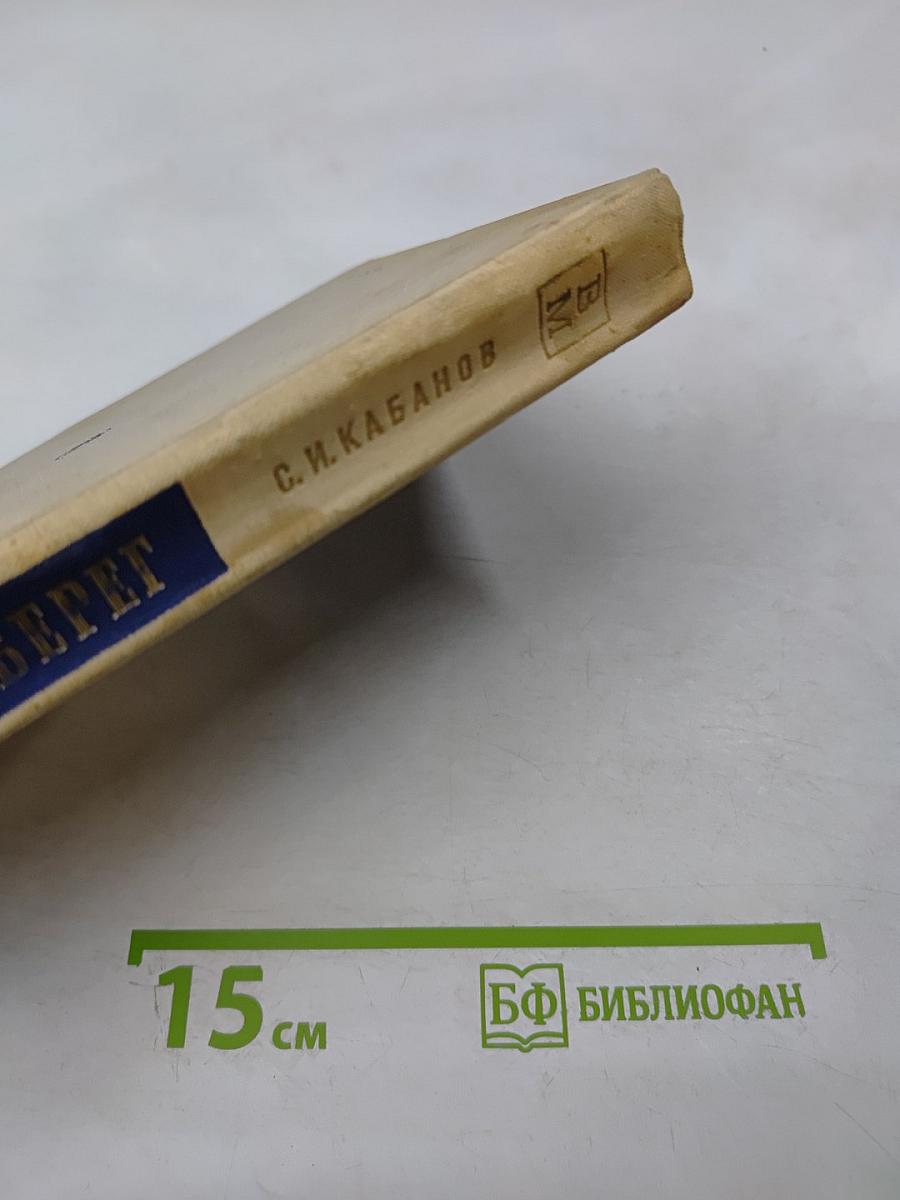 В
М
С. И. КАБАНОВ
БЕРЕГ
15 см
БФ БИБЛИОФАН